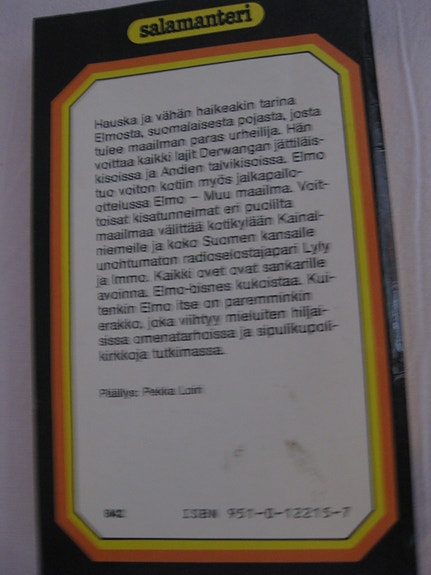 salamanteri
Hauska ja vähän haikeakin tarina
Elmosta, suomalaisesta pojasta, josta
tulee maailman paras urheilija. Hän
voittaa kaikki lajit Derwangan jättiläis-
kisoissa ja Andien talvikisoissa. Elmo
tuo voiton kotiin myös jalkapallo-
ottelussa Elmo – Muu maailma. Voit-
toisat kisatunnelmat eri puolilta
maailmaa välittää kotikylään Kainal-
niemelle ja koko Suomen kansalle
unohtumaton radioselostajapari Lyly
ja Immo. Kaikki ovet ovat sankarille
avoinna. Elmo-bisnes kukoistaa. Kui-
tenkin Elmo itse on paremminkin
erakko, joka viihtyy mieluiten hiljai-
sissa omenatarhoissa ja sipulikupoli-
kirkkoja tutkimassa.
Päällys: Pekka Loiri
842
ISBN 951-0-12215-7